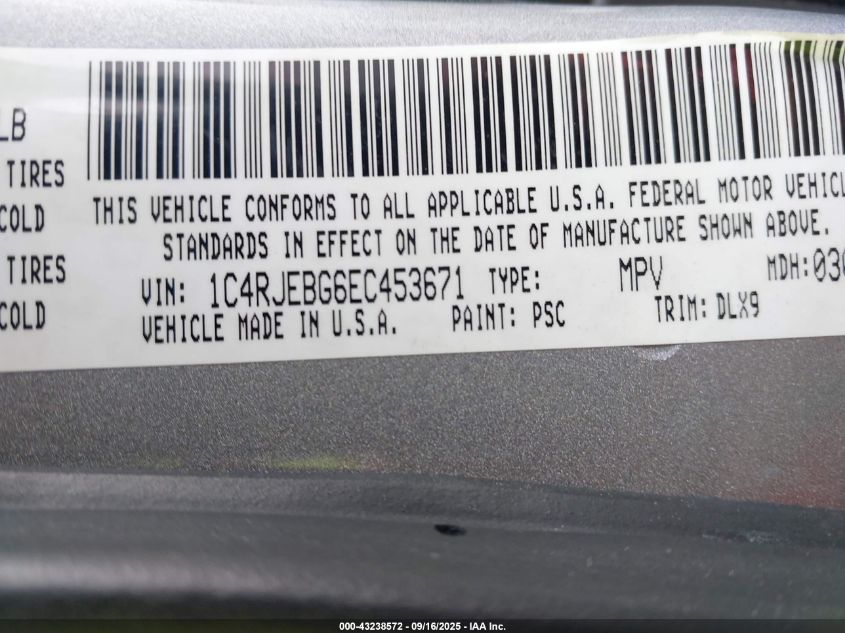 LB
TIRES
COLD
TIRES
COLD
THIS VEHICLE CONFORMS TO ALL APPLICABLE U.S.A. FEDERAL MOTOR VEHICL
STANDARDS IN EFFECT ON THE DATE OF MANUFACTURE SHOWN ABOVE.
VIN: 1C4RJEBG6EC453671 TYPE: MPV MDH:030
VEHICLE MADE IN U.S.A. PAINT: PSC TRIM: DLX9
000-43238572 - 09/16/2025 - IAA Inc.